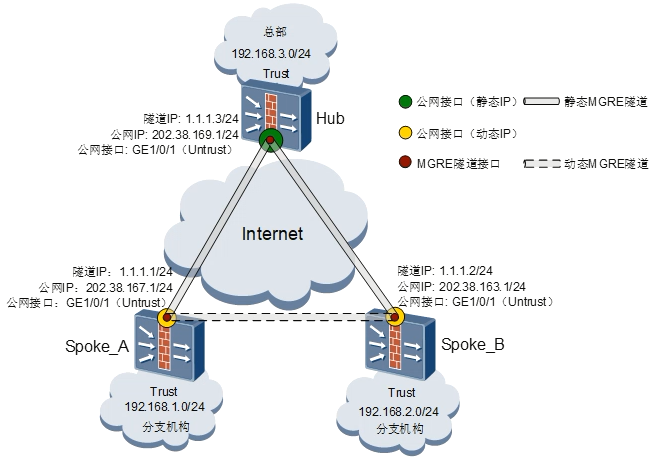 总部
192.168.3.0/24
Trust
Hub
隧道IP: 1.1.1.3/24
公网IP: 202.38.169.1/24
公网接口: GE1/0/1（Untrust）
公网接口（静态IP）
静态MGRE隧道
公网接口（动态IP）
MGRE隧道接口
动态MGRE隧道
Internet
隧道IP: 1.1.1.1/24
公网IP: 202.38.167.1/24
公网接口: GE1/0/1（Untrust）
隧道IP: 1.1.1.2/24
公网IP: 202.38.163.1/24
公网接口: GE1/0/1（Untrust）
Spoke_A
Spoke_B
Trust
192.168.1.0/24
分支机构
Trust
192.168.2.0/24
分支机构